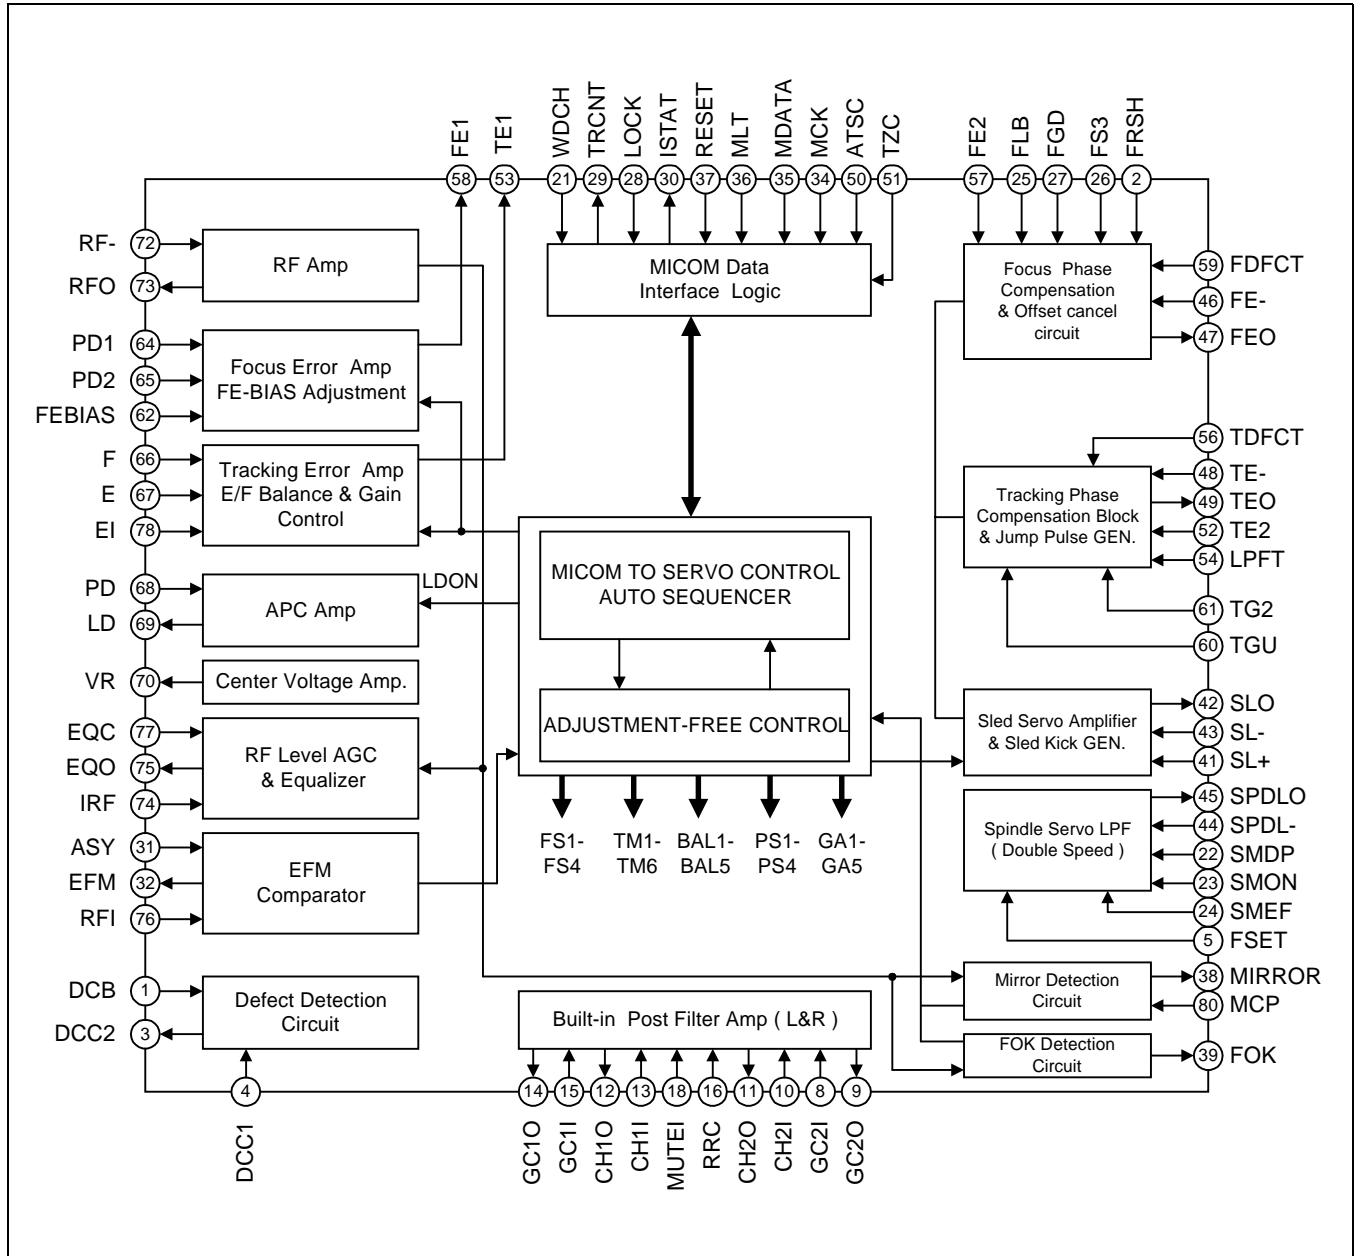 FE1
TE1
WDCH
TRCNT
LOCK
ISTAT
RESET
MLT
MDATA
MCK
ATSC
TZC
FE2
FLB
FGD
FS3
FRSH
58
53
21
29
28
30
37
36
35
34
50
51
57
25
27
26
2
RF- 72
RFO 73
RF Amp
PD1 64
PD2 65
FEBIAS 62
Focus Error Amp
FE-BIAS Adjustment
F 66
E 67
EI 78
Tracking Error Amp
E/F Balance & Gain
Control
PD 68
LD 69
APC Amp
LDON
VR 70
Center Voltage Amp.
EQC 77
EQO 75
IRF 74
RF Level AGC
& Equalizer
ASY 31
EFM 32
RFI 76
EFM
Comparator
DCB 1
DCC2 3
Defect Detection
Circuit
4
DCC1
MICOM Data
Interface Logic
MICOM TO SERVO CONTROL
AUTO SEQUENCER
ADJUSTMENT-FREE CONTROL
FS1-
FS4
TM1-
TM6
BAL1-
BAL5
PS1-
PS4
GA1-
GA5
Built-in Post Filter Amp ( L&R )
14
15
12
13
18
16
11
10
8
9
GC1O
GC1I
CH1O
CH1I
MUTEI
RRC
CH2O
CH2I
GC2I
GC2O
Focus Phase
Compensation
& Offset cancel
circuit
59 FDFCT
46 FE-
47 FEO
Tracking Phase
Compensation Block
& Jump Pulse GEN.
56 TDFCT
48 TE-
49 TEO
52 TE2
54 LPFT
61 TG2
60 TGU
Sled Servo Amplifier
& Sled Kick GEN.
42 SLO
43 SL-
41 SL+
Spindle Servo LPF
( Double Speed )
45 SPDLO
44 SPDL-
22 SMDP
23 SMON
24 SMEF
5 FSET
Mirror Detection
Circuit
38 MIRROR
80 MCP
FOK Detection
Circuit
39 FOK